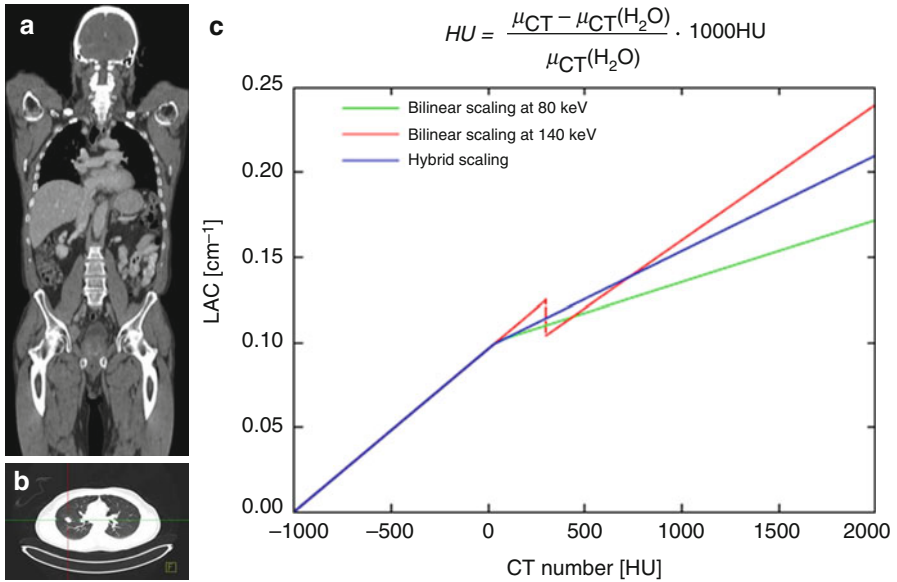 a
b
F
c
HU = (μCT − μCT(H₂O)) / μCT(H₂O) · 1000HU
LAC [cm⁻¹]
0.25
0.20
0.15
0.10
0.05
0.00
Bilinear scaling at 80 keV
Bilinear scaling at 140 keV
Hybrid scaling
−1000 −500 0 500 1000 1500 2000
CT number [HU]